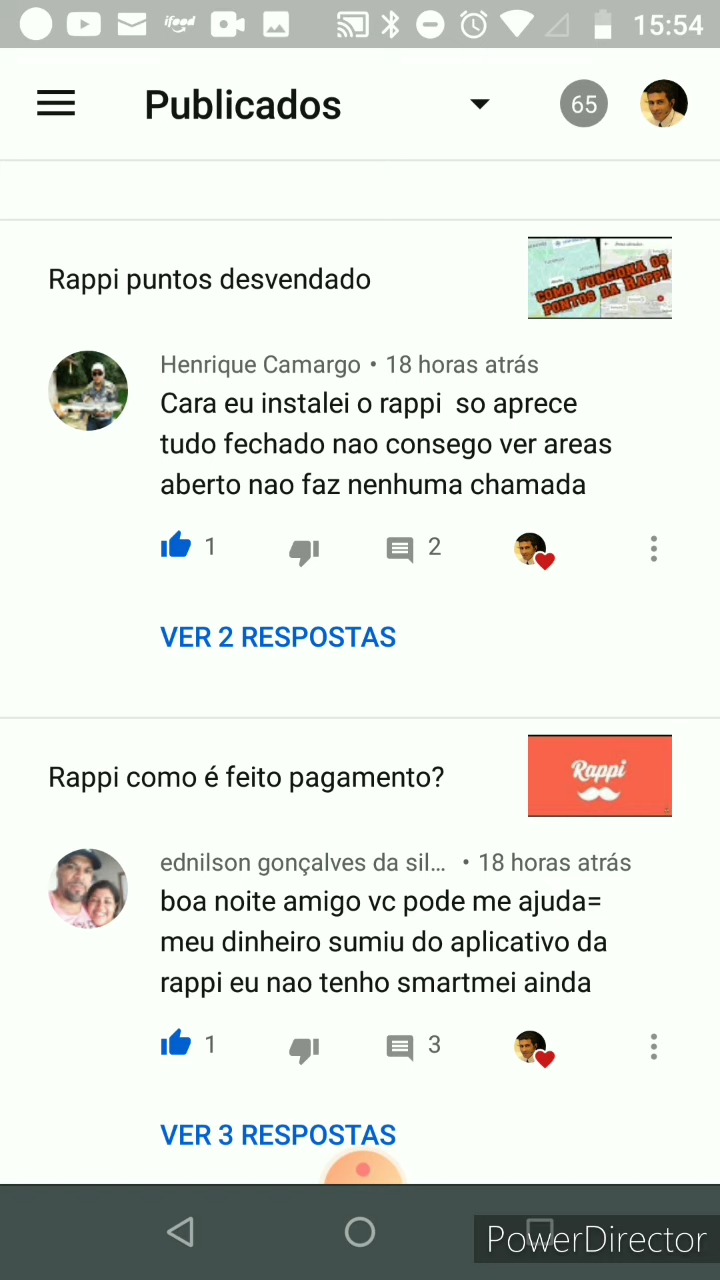 ifood
15:54
Publicados
65
Rappi puntos desvendado
COMO FUNCIONA OS
PONTOS DA RAPPI!
Henrique Camargo • 18 horas atrás
Cara eu instalei o rappi  so aprece
tudo fechado nao consego ver areas
aberto nao faz nenhuma chamada
1
2
VER 2 RESPOSTAS
Rappi como é feito pagamento?
Rappi
ednilson gonçalves da sil... • 18 horas atrás
boa noite amigo vc pode me ajuda=
meu dinheiro sumiu do aplicativo da
rappi eu nao tenho smartmei ainda
1
3
VER 3 RESPOSTAS
PowerDirector